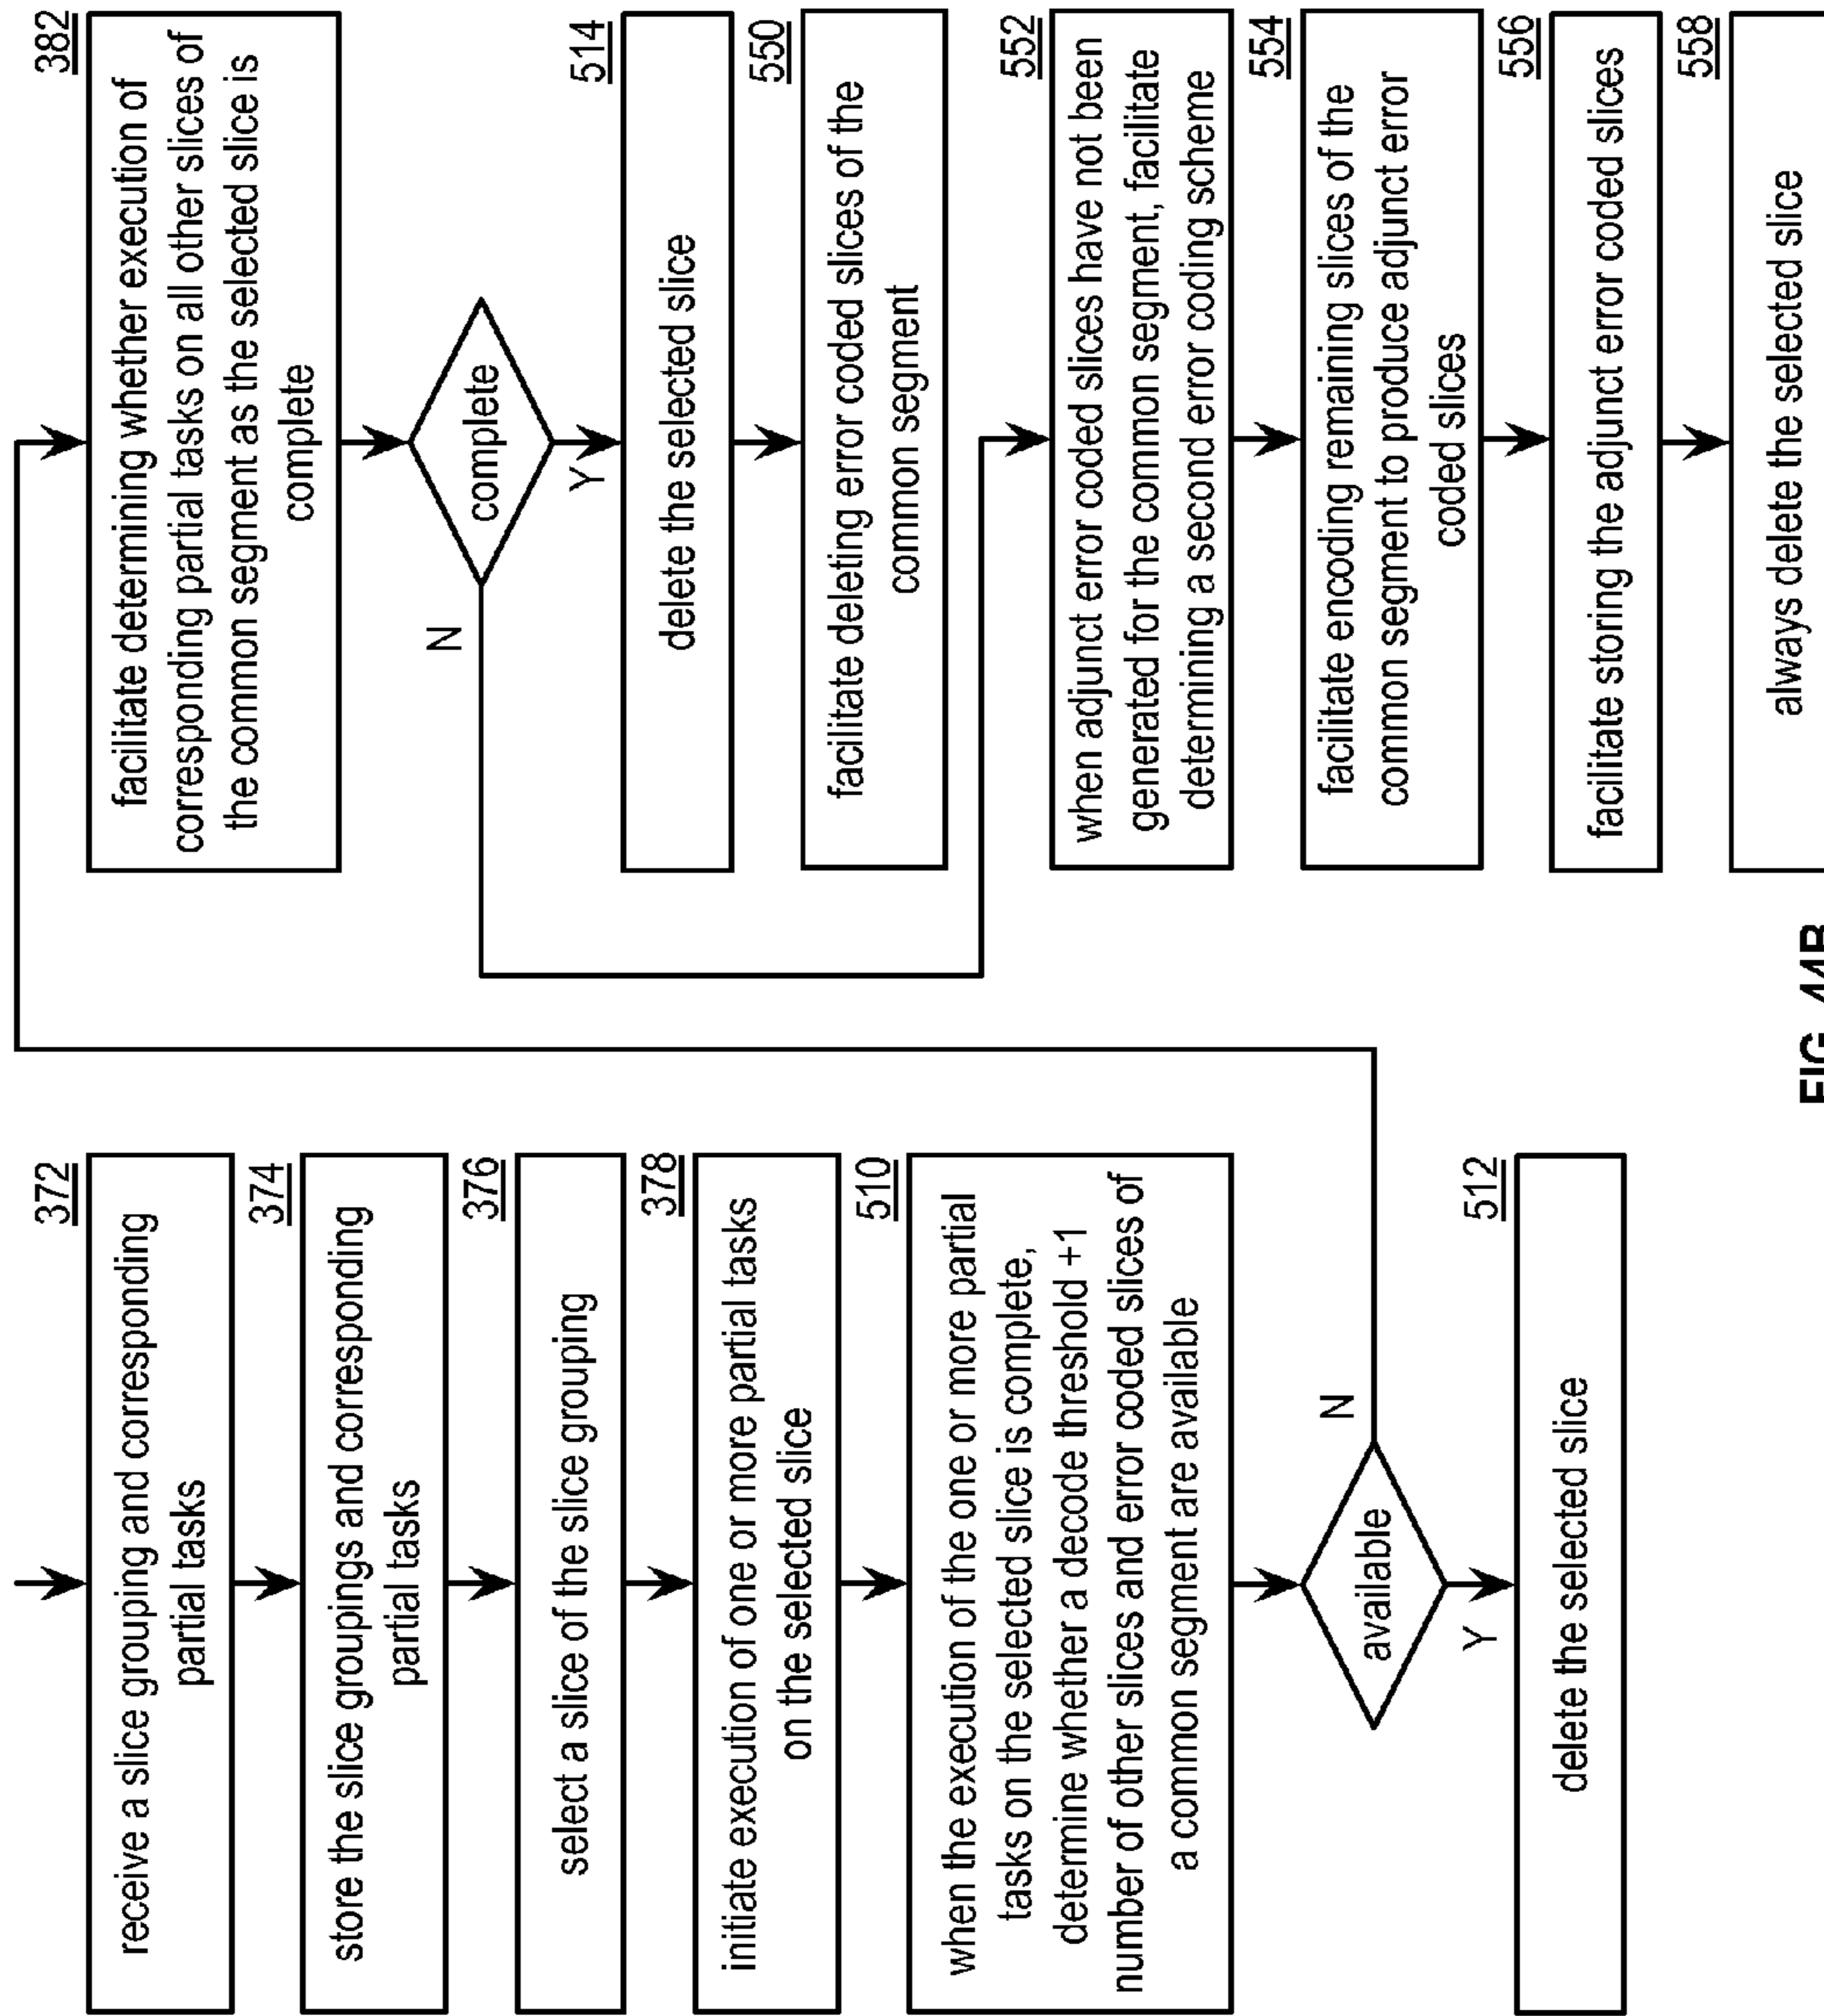 372
receive a slice grouping and corresponding
partial tasks
374
store the slice groupings and corresponding
partial tasks
376
select a slice of the slice grouping
378
initiate execution of one or more partial tasks
on the selected slice
510
when the execution of the one or more partial
tasks on the selected slice is complete,
determine whether a decode threshold +1
number of other slices and error coded slices of
a common segment are available
available
N
Y
512
delete the selected slice
382
facilitate determining whether execution of
corresponding partial tasks on all other slices of
the common segment as the selected slice is
complete
complete
N
Y
514
delete the selected slice
550
facilitate deleting error coded slices of the
common segment
552
when adjunct error coded slices have not been
generated for the common segment, facilitate
determining a second error coding scheme
554
facilitate encoding remaining slices of the
common segment to produce adjunct error
coded slices
556
facilitate storing the adjunct error coded slices
558
always delete the selected slice
FIG. 44B